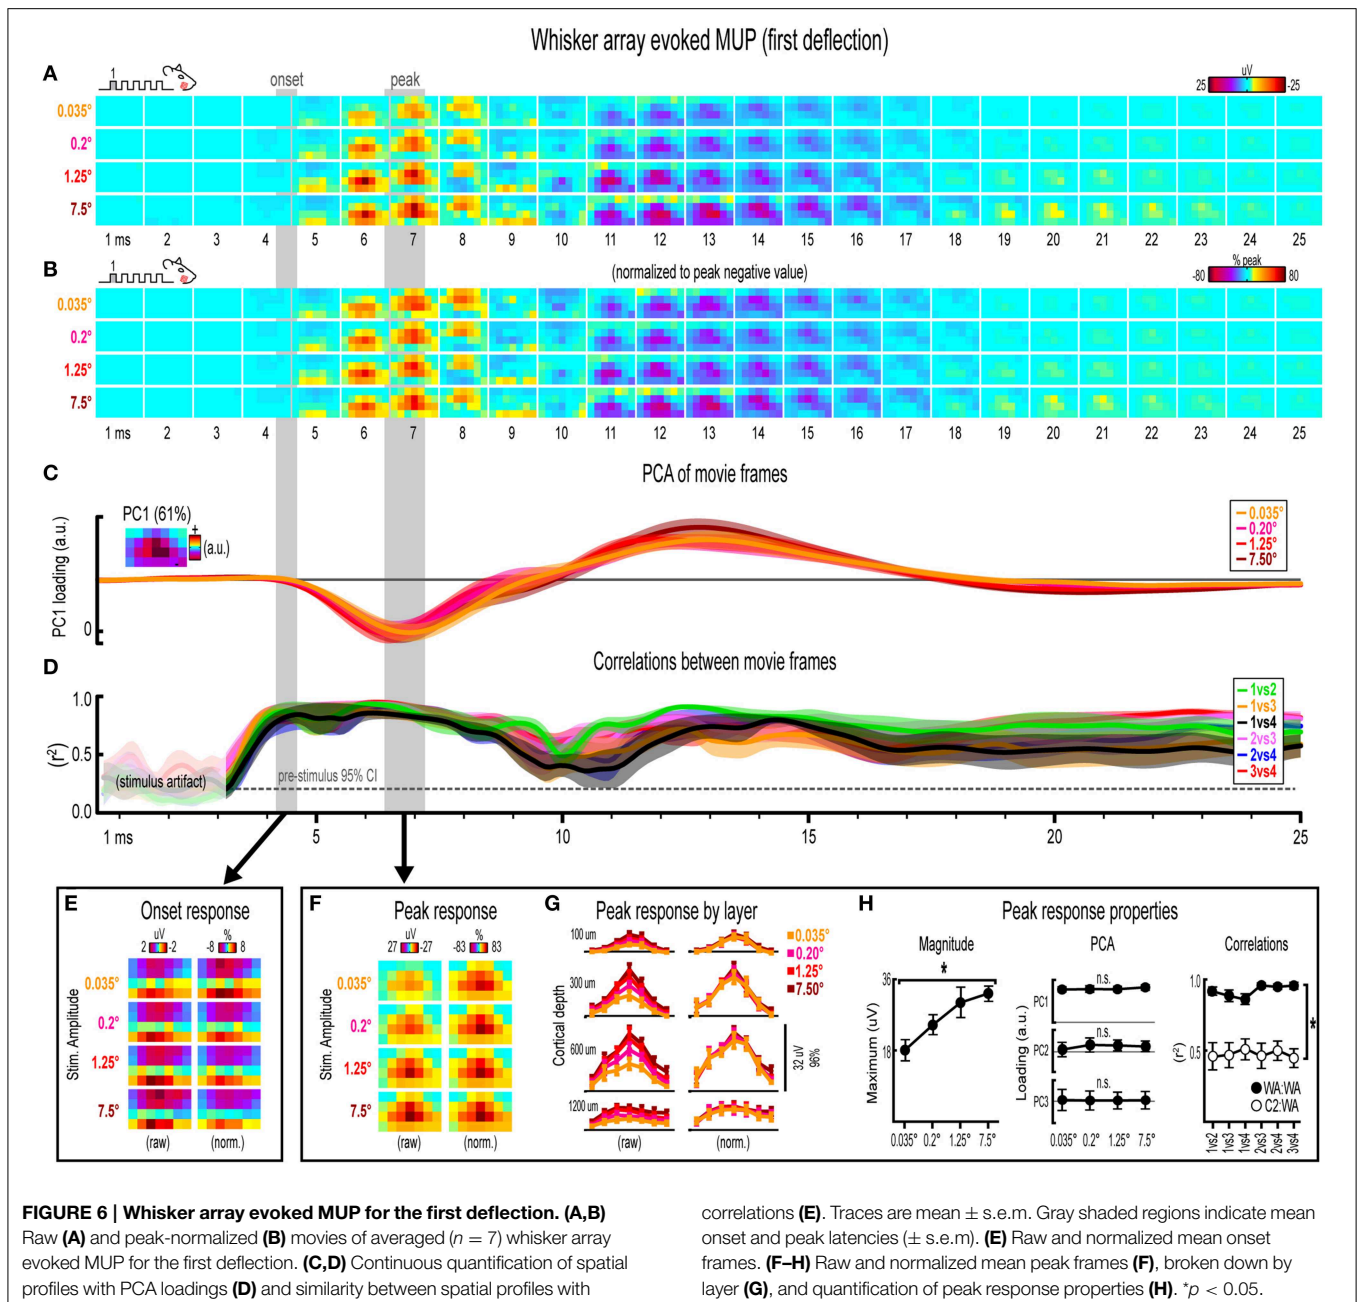 Whisker array evoked MUP (first deflection)
A
1
onset
peak
uV
25 -25
0.035°
0.2°
1.25°
7.5°
1 ms 2 3 4 5 6 7 8 9 10 11 12 13 14 15 16 17 18 19 20 21 22 23 24 25
B
1
(normalized to peak negative value)
% peak
-80 80
0.035°
0.2°
1.25°
7.5°
1 ms 2 3 4 5 6 7 8 9 10 11 12 13 14 15 16 17 18 19 20 21 22 23 24 25
C
PCA of movie frames
PC1 (61%)
+
(a.u.)
-
PC1 loading (a.u.)
0
0.035°
0.20°
1.25°
7.50°
D
Correlations between movie frames
(r²)
1.0
0.5
0.0
(stimulus artifact)
pre-stimulus 95% CI
1vs2
1vs3
1vs4
2vs3
2vs4
3vs4
1 ms 5 10 15 20 25
E
Onset response
uV %
2 -2 -8 8
Stim. Amplitude
0.035°
0.2°
1.25°
7.5°
(raw) (norm.)
F
Peak response
uV %
27 -27 -83 83
Stim. Amplitude
0.035°
0.2°
1.25°
7.5°
(raw) (norm.)
G
Peak response by layer
Cortical depth
100 um
300 um
600 um
1200 um
0.035°
0.20°
1.25°
7.50°
32 uV
96%
(raw) (norm.)
H
Peak response properties
Magnitude
*
Maximum (uV)
36
18
0.035° 0.2° 1.25° 7.5°
PCA
Loading (a.u.)
n.s.
PC1
n.s.
PC2
n.s.
PC3
0.035° 0.2° 1.25° 7.5°
Correlations
(r²)
1.0
0.5
*
WA:WA
C2:WA
1vs2 1vs3 1vs4 2vs3 2vs4 3vs4
FIGURE 6 | Whisker array evoked MUP for the first deflection. (A,B)
Raw (A) and peak-normalized (B) movies of averaged (n = 7) whisker array
evoked MUP for the first deflection. (C,D) Continuous quantification of spatial
profiles with PCA loadings (D) and similarity between spatial profiles with
correlations (E). Traces are mean ± s.e.m. Gray shaded regions indicate mean
onset and peak latencies (± s.e.m). (E) Raw and normalized mean onset
frames. (F–H) Raw and normalized mean peak frames (F), broken down by
layer (G), and quantification of peak response properties (H). *p < 0.05.